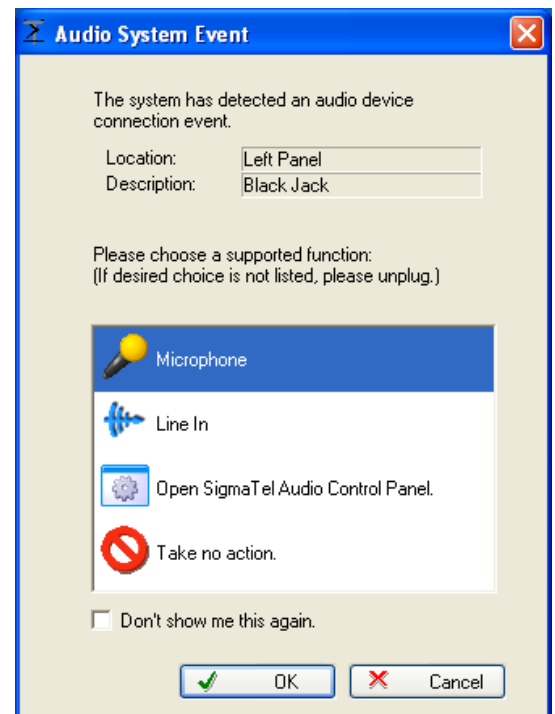 Audio System Event
The system has detected an audio device
connection event.
Location: Left Panel
Description: Black Jack
Please choose a supported function:
(If desired choice is not listed, please unplug.)
Microphone
Line In
Open SigmaTel Audio Control Panel.
Take no action.
Don't show me this again.
OK Cancel